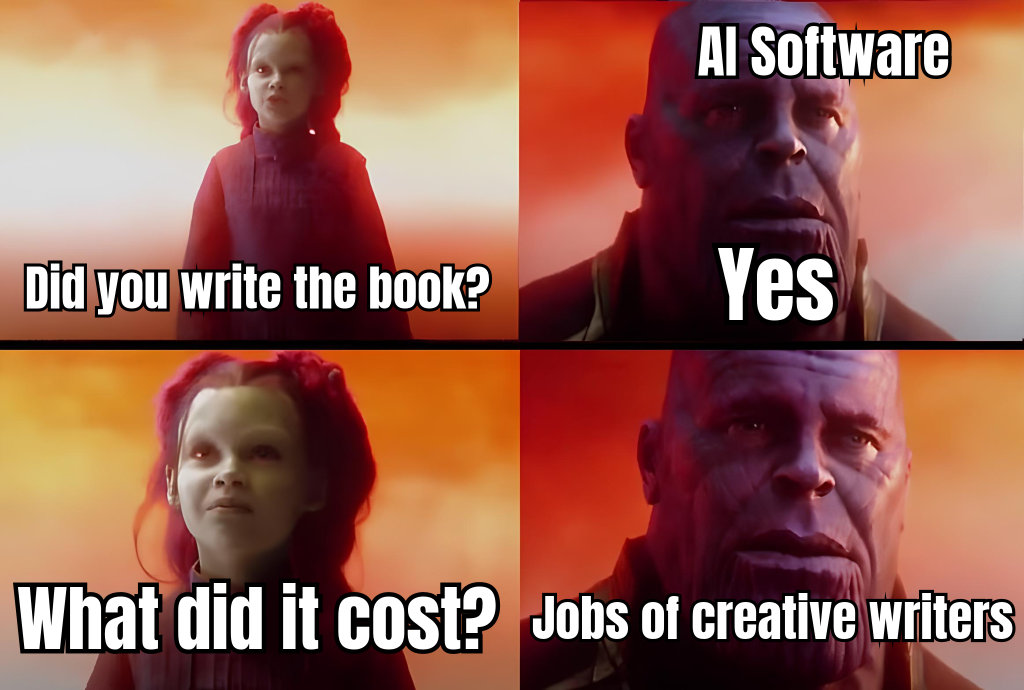 Did you write the book?
AI Software
Yes
What did it cost?
Jobs of creative writers